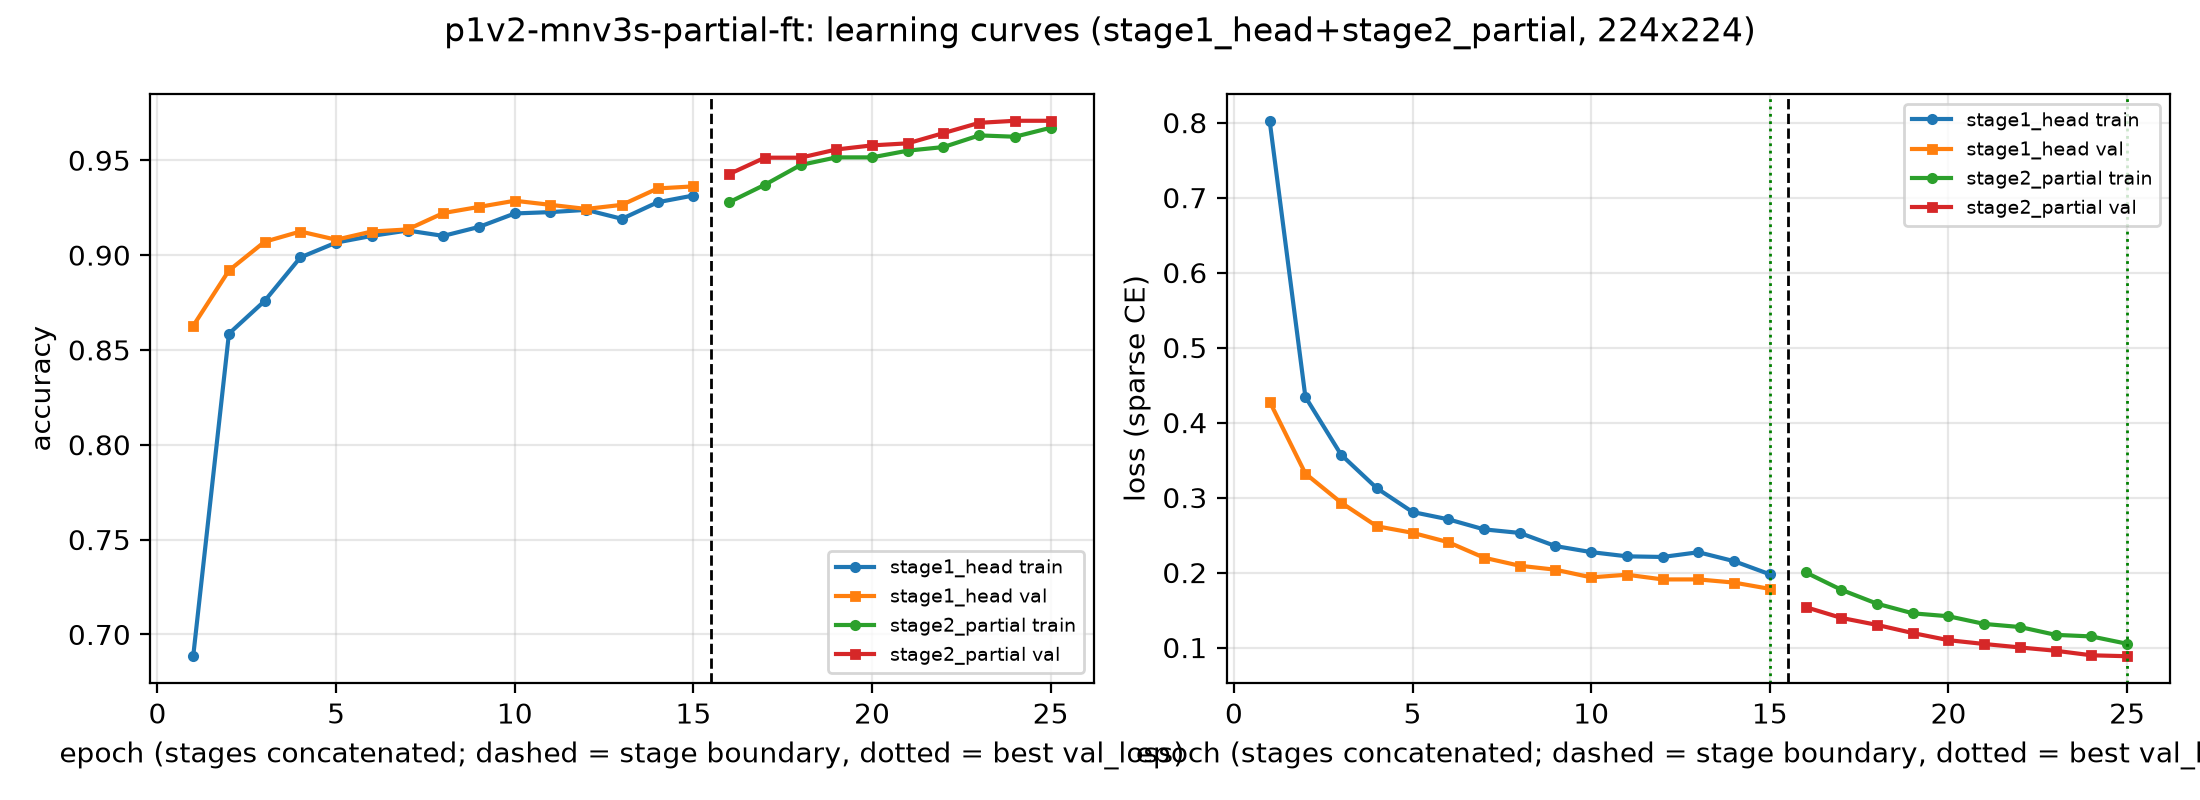 p1v2-mnv3s-partial-ft: learning curves (stage1_head+stage2_partial, 224x224)
accuracy
0.95
0.90
0.85
0.80
0.75
0.70
0 5 10 15 20 25
stage1_head train
stage1_head val
stage2_partial train
stage2_partial val
epoch (stages concatenated; dashed = stage boundary, dotted = best val_loss)
loss (sparse CE)
0.8
0.7
0.6
0.5
0.4
0.3
0.2
0.1
0 5 10 15 20 25
stage1_head train
stage1_head val
stage2_partial train
stage2_partial val
epoch (stages concatenated; dashed = stage boundary, dotted = best val_l